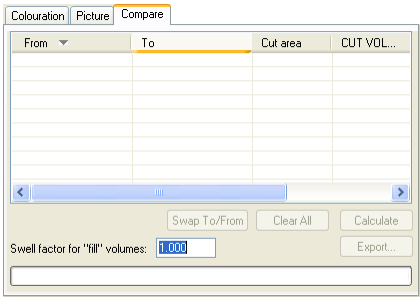 Colouration Picture Compare
From To Cut area CUT VOL...
Swap To/From Clear All Calculate
Swell factor for "fill" volumes: 1.000 Export...